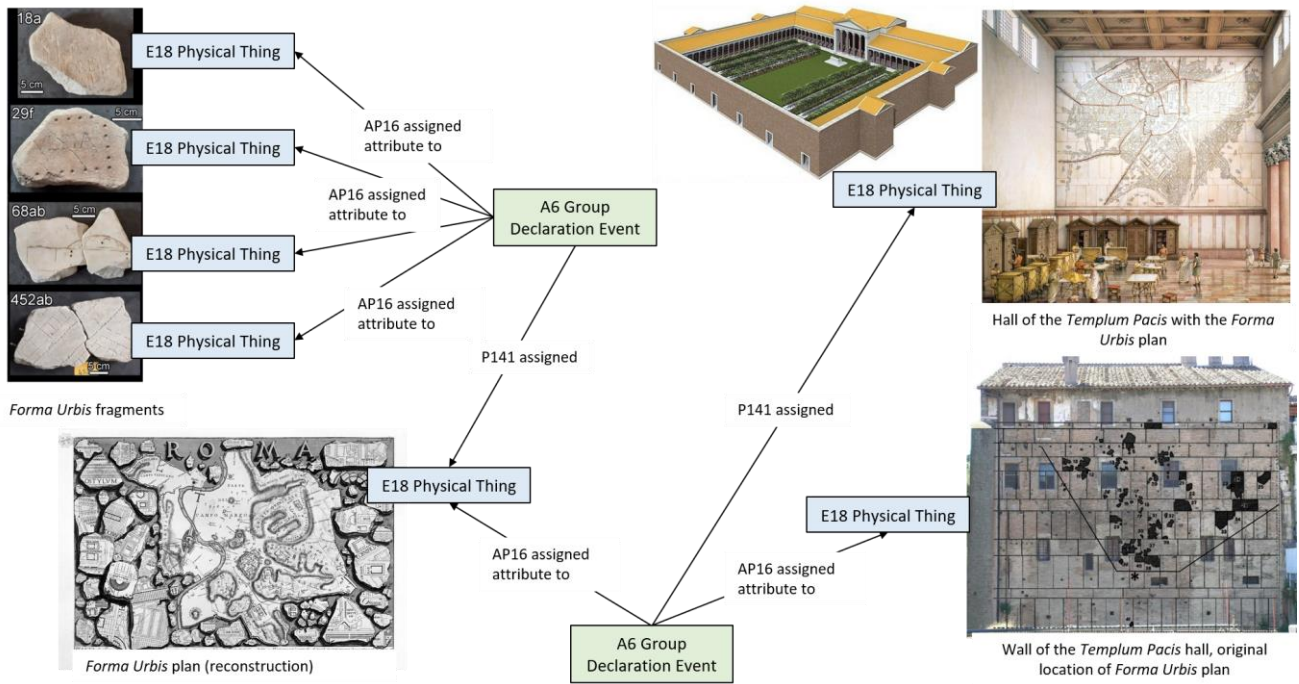 18a
5 cm
E18 Physical Thing
29f
5 cm
E18 Physical Thing
68ab
5 cm
E18 Physical Thing
452ab
5 cm
E18 Physical Thing
Forma Urbis fragments
AP16 assigned
attribute to
AP16 assigned
attribute to
AP16 assigned
attribute to
A6 Group
Declaration Event
P141 assigned
R O M A
E18 Physical Thing
Forma Urbis plan (reconstruction)
AP16 assigned
attribute to
A6 Group
Declaration Event
P141 assigned
AP16 assigned
attribute to
E18 Physical Thing
E18 Physical Thing
Hall of the Templum Pacis with the Forma
Urbis plan
Wall of the Templum Pacis hall, original
location of Forma Urbis plan